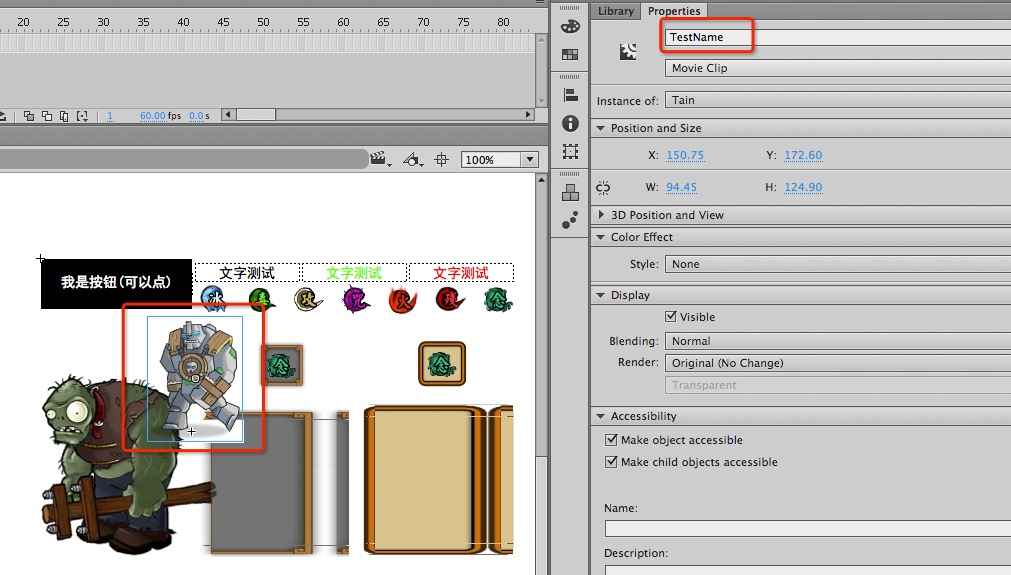 Library Properties
20 25 30 35 40 45 50 55 60 65 70 75 80
TestName
Movie Clip
Instance of: Tain
1 60.00 fps 0.0 s
Position and Size
X: 150.75 Y: 172.60
100%
W: 94.45 H: 124.90
3D Position and View
Color Effect
Style: None
我是按钮(可以点) 文字测试 文字测试 文字测试
Display
Visible
Blending: Normal
Render: Original (No Change)
Transparent
Accessibility
Make object accessible
Make child objects accessible
Name:
Description: